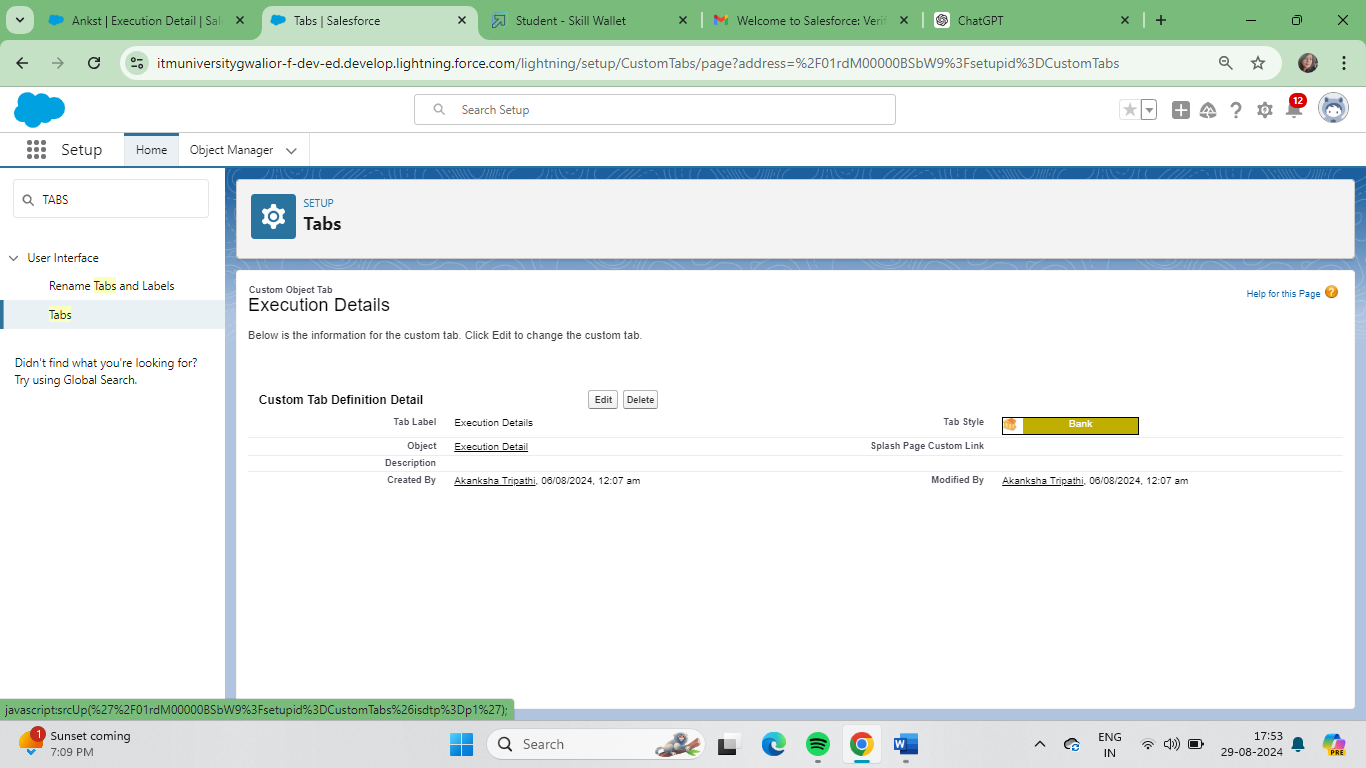 Ankst | Execution Detail | Sal
Tabs | Salesforce
Student - Skill Wallet
Welcome to Salesforce: Verif
ChatGPT
itmuniversitygwalior-f-dev-ed.develop.lightning.force.com/lightning/setup/CustomTabs/page?address=%2F01rdM00000BSbW9%3Fsetupid%3DCustomTabs
Search Setup
12
Setup
Home
Object Manager
TABS
User Interface
Rename Tabs and Labels
Tabs
Didn't find what you're looking for?
Try using Global Search.
SETUP
Tabs
Custom Object Tab
Execution Details
Help for this Page ?
Below is the information for the custom tab. Click Edit to change the custom tab.
Custom Tab Definition Detail Edit Delete
Tab Label Execution Details Tab Style Bank
Object Execution Detail Splash Page Custom Link
Description
Created By Akanksha Tripathi, 06/08/2024, 12:07 am Modified By Akanksha Tripathi, 06/08/2024, 12:07 am
javascript:srcUp(%27%2F01rdM00000BSbW9%3Fsetupid%3DCustomTabs%26isdtp%3Dp1%27);
1
Sunset coming
7:09 PM
Search
W
ENG
IN
17:53
29-08-2024
PRE